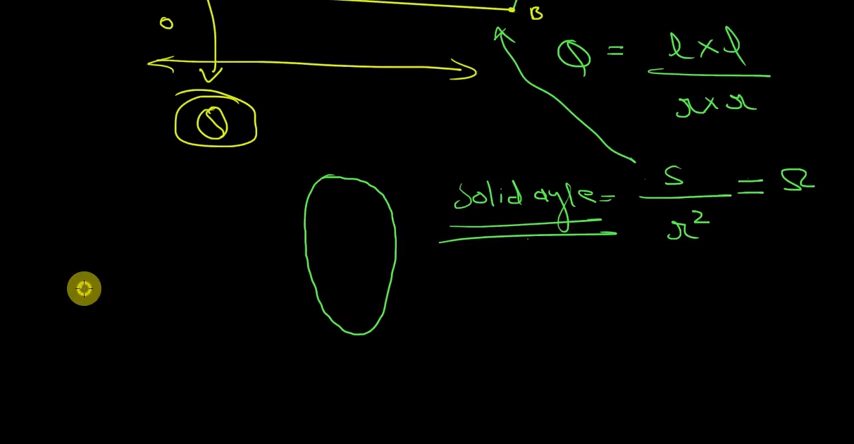 B
O
θ = l × l / r × r
Solid angle = S / r² = Ω
θ